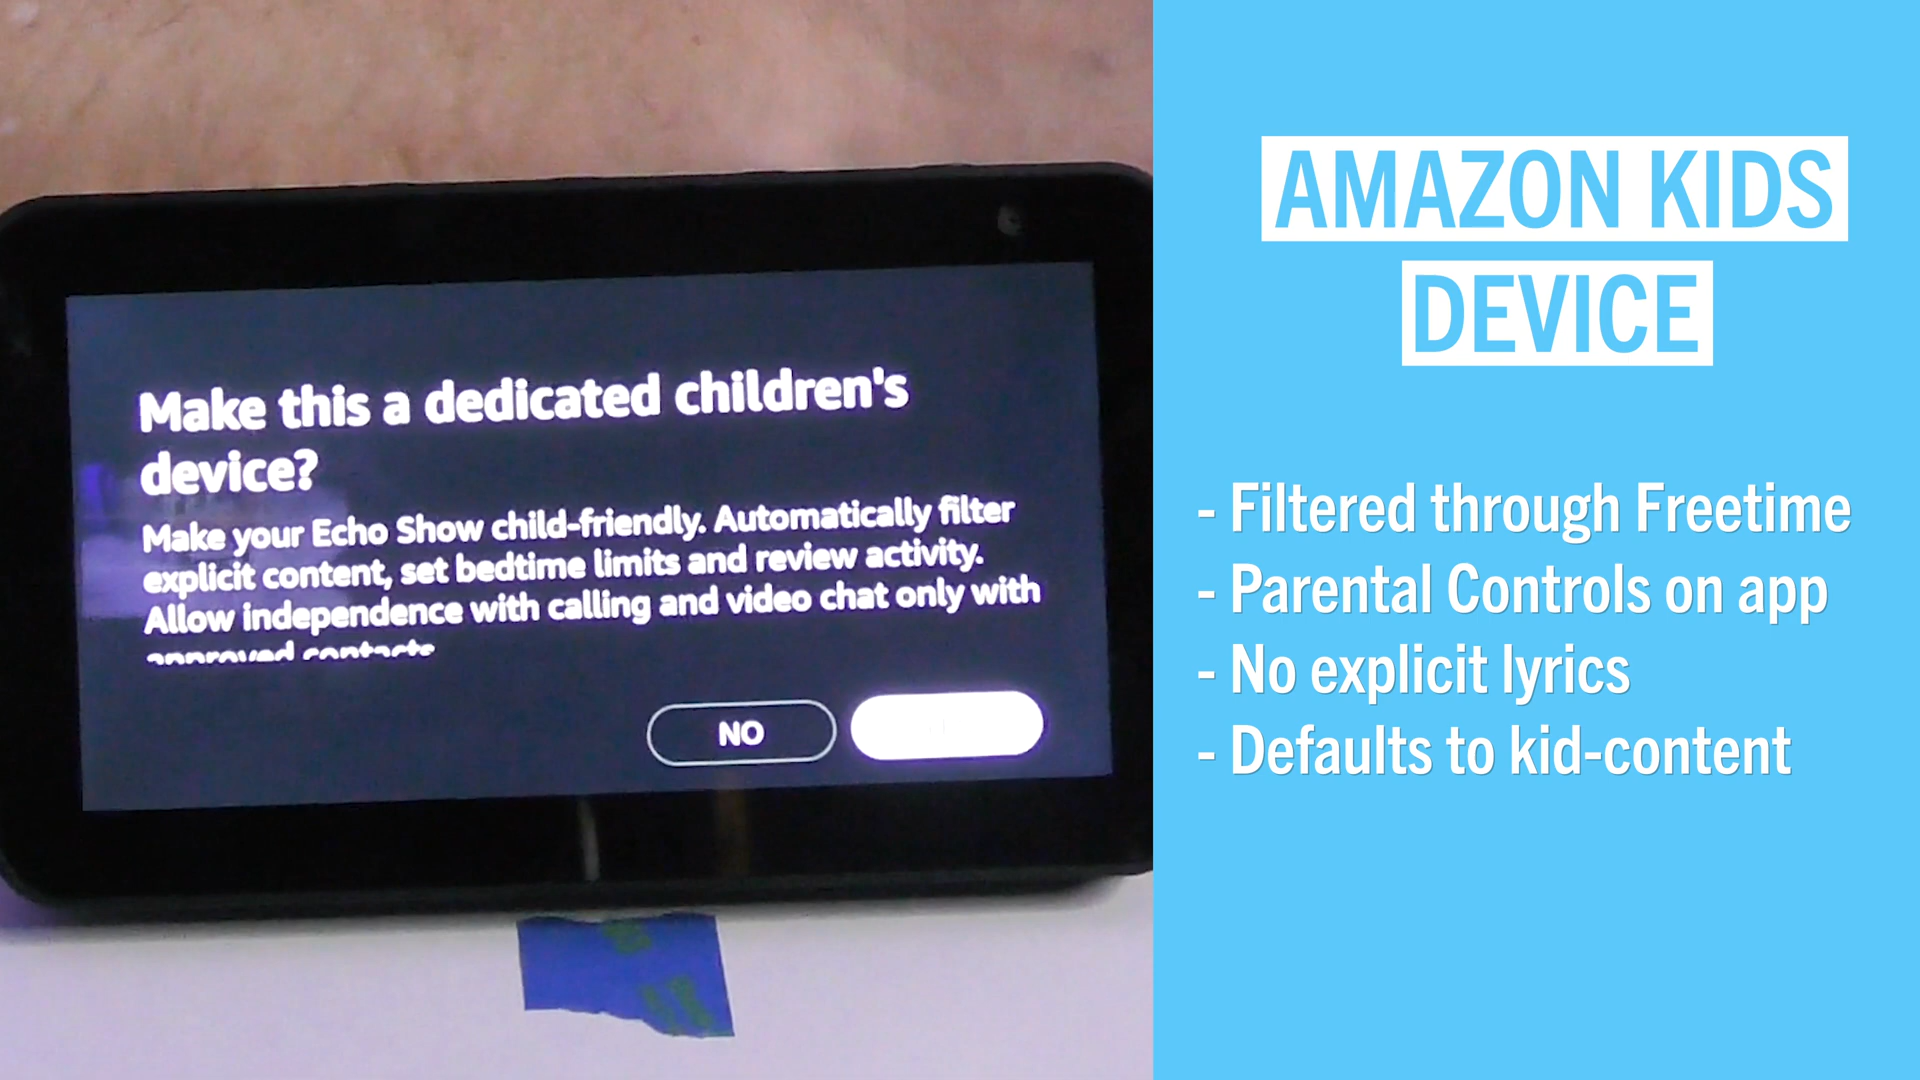 Make this a dedicated children's
device?
Make your Echo Show child-friendly. Automatically filter
explicit content, set bedtime limits and review activity.
Allow independence with calling and video chat only with
approved contacts
NO
AMAZON KIDS
DEVICE
- Filtered through Freetime
- Parental Controls on app
- No explicit lyrics
- Defaults to kid-content